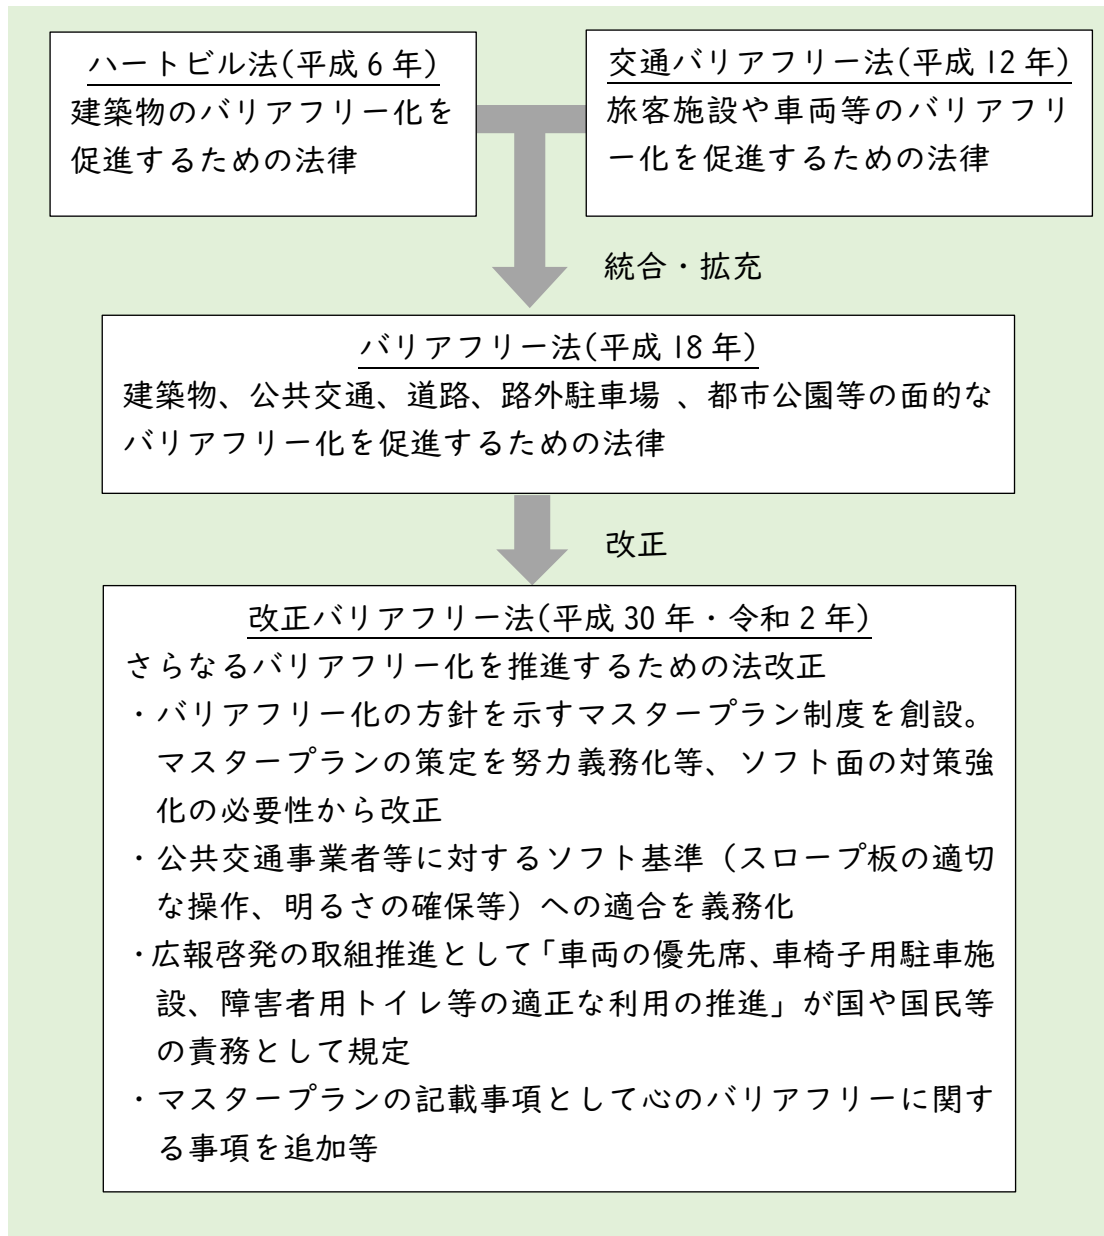 ハートビル法(平成6年)
建築物のバリアフリー化を
促進するための法律
交通バリアフリー法(平成12年)
旅客施設や車両等のバリアフリ
ー化を促進するための法律
統合・拡充
バリアフリー法(平成18年)
建築物、公共交通、道路、路外駐車場 、都市公園等の面的な
バリアフリー化を促進するための法律
改正
改正バリアフリー法(平成30年・令和2年)
さらなるバリアフリー化を推進するための法改正
・バリアフリー化の方針を示すマスタープラン制度を創設。
マスタープランの策定を努力義務化等、ソフト面の対策強
化の必要性から改正
・公共交通事業者等に対するソフト基準（スロープ板の適切
な操作、明るさの確保等）への適合を義務化
・広報啓発の取組推進として「車両の優先席、車椅子用駐車施
設、障害者用トイレ等の適正な利用の推進」が国や国民等
の責務として規定
・マスタープランの記載事項として心のバリアフリーに関す
る事項を追加等